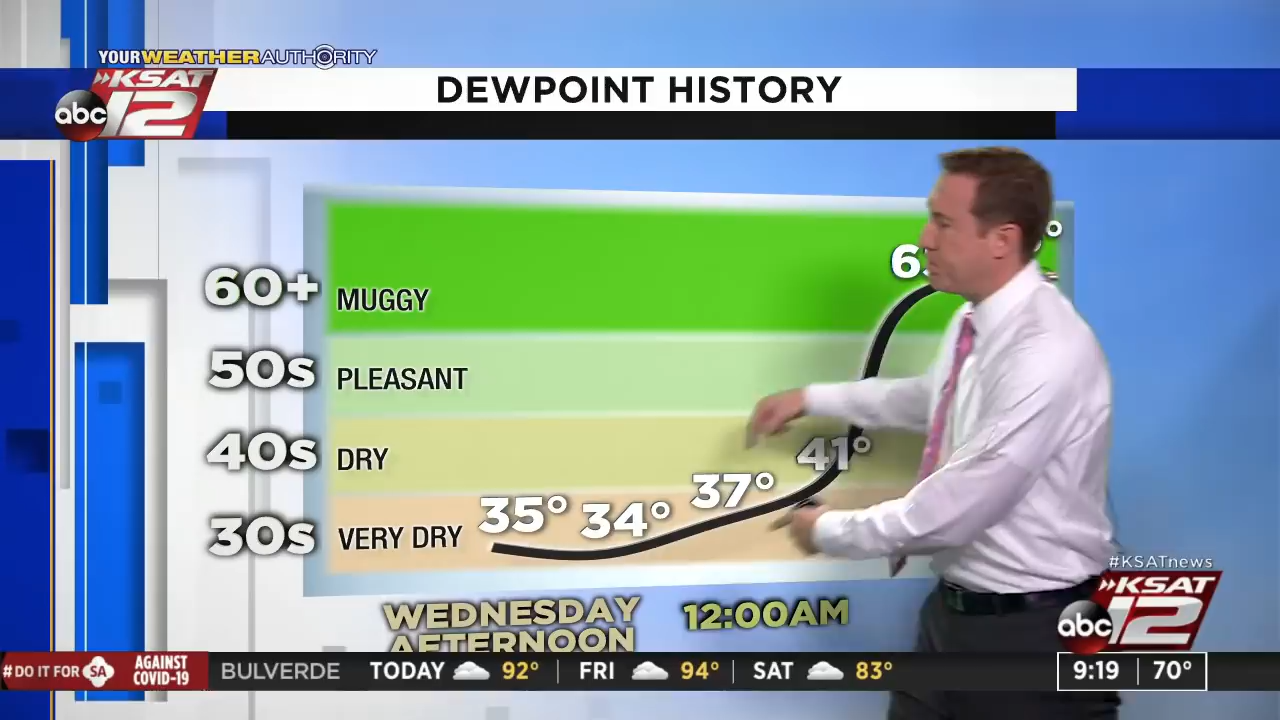 YOURWEATHERAUTHORITY
»KSAT
abc 12
DEWPOINT HISTORY
60+ MUGGY
50s PLEASANT
40s DRY
30s VERY DRY
35° 34° 37° 41°
WEDNESDAY
AFTERNOON
12:00AM
#KSATnews
»KSAT
abc 12
#DO IT FOR SA
AGAINST
COVID-19
BULVERDE TODAY 92° FRI 94° SAT 83°
9:19 70°